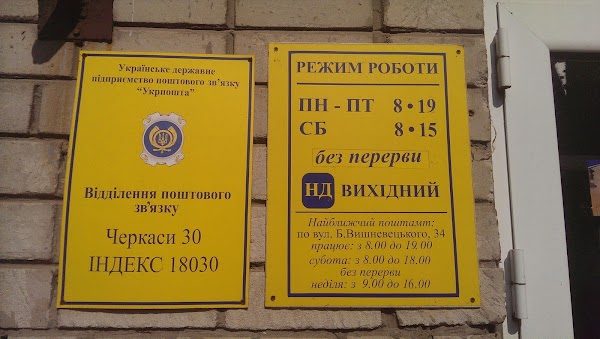 Українське державне
підприємство поштового зв'язку
“Укрпошта”
Відділення поштового
зв'язку
Черкаси 30
ІНДЕКС 18030
РЕЖИМ РОБОТИ
ПН - ПТ 8•19
СБ 8•15
без перерви
НД ВИХІДНИЙ
Найближчий поштамт:
по вул. Б.Вишневецького, 34
працює: з 8.00 до 19.00
субота: з 8.00 до 18.00
без перерви
неділя: з 9.00 до 16.00